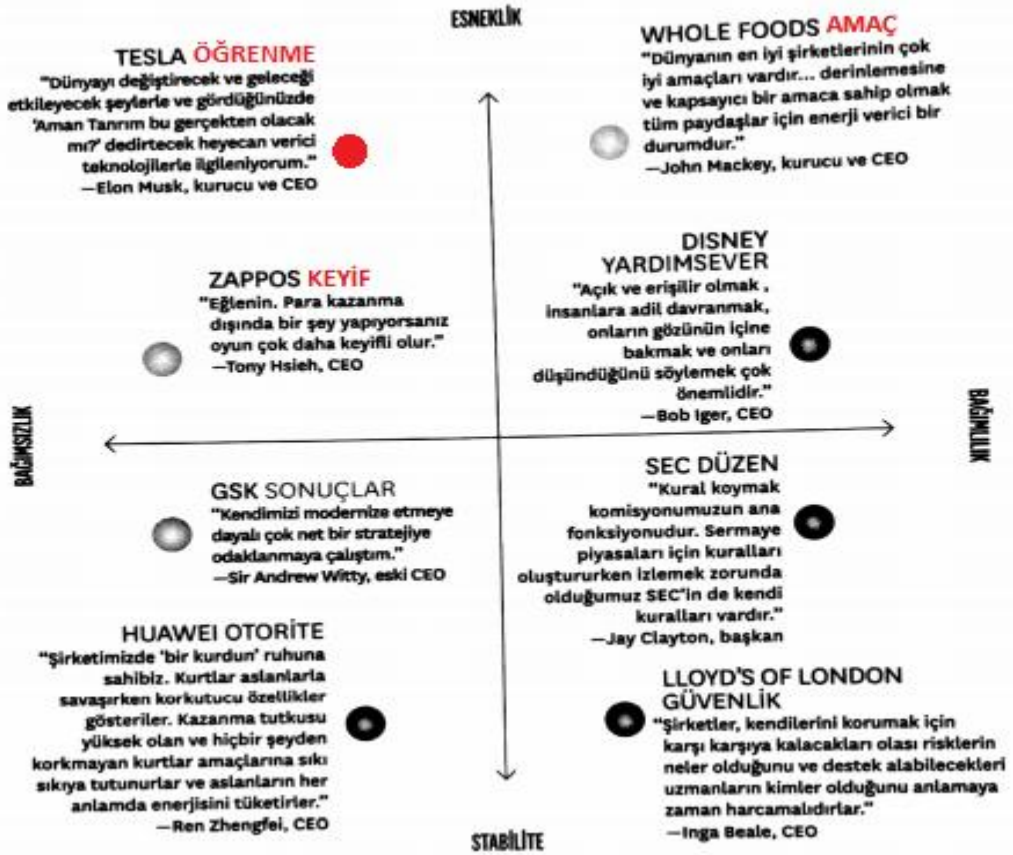 ESNEKLİK
TESLA ÖĞRENME
"Dünyayı değiştirecek ve geleceği
etkileyecek şeylerle ve gördüğünüzde
'Aman Tanrım bu gerçekten olacak
mı?' dedirtecek heyecan verici
teknolojilerle ilgileniyorum."
—Elon Musk, kurucu ve CEO
WHOLE FOODS AMAÇ
"Dünyanın en iyi şirketlerinin çok
iyi amaçları vardır... derinlemesine
ve kapsayıcı bir amaca sahip olmak
tüm paydaşlar için enerji verici bir
durumdur."
—John Mackey, kurucu ve CEO
ZAPPOS KEYİF
"Eğlenin. Para kazanma
dışında bir şey yapıyorsanız
oyun çok daha keyifli olur."
—Tony Hsieh, CEO
DISNEY
YARDIMSEVER
"Açık ve erişilir olmak ,
insanlara adil davranmak,
onların gözünün içine
bakmak ve onları
düşündüğünü söylemek çok
önemlidir."
—Bob Iger, CEO
BAĞIMSIZLIK
BAĞIMLILIK
GSK SONUÇLAR
"Kendimizi modernize etmeye
dayalı çok net bir stratejiye
odaklanmaya çalıştım."
—Sir Andrew Witty, eski CEO
SEC DÜZEN
"Kural koymak
komisyonumuzun ana
fonksiyonudur. Sermaye
piyasaları için kuralları
oluştururken izlemek zorunda
olduğumuz SEC'in de kendi
kuralları vardır."
—Jay Clayton, başkan
HUAWEI OTORİTE
"Şirketimizde 'bir kurdun' ruhuna
sahibiz. Kurtlar aslanlarla
savaşırken korkutucu özellikler
gösteriler. Kazanma tutkusu
yüksek olan ve hiçbir şeyden
korkmayan kurtlar amaçlarına sıkı
sıkıya tutunurlar ve aslanların her
anlamda enerjisini tüketirler."
—Ren Zhengfei, CEO
LLOYD'S OF LONDON
GÜVENLİK
"Şirketler, kendilerini korumak için
karşı karşıya kalacakları olası risklerin
neler olduğunu ve destek alabilecekleri
uzmanların kimler olduğunu anlamaya
zaman harcamalıdırlar."
—Inga Beale, CEO
STABİLİTE